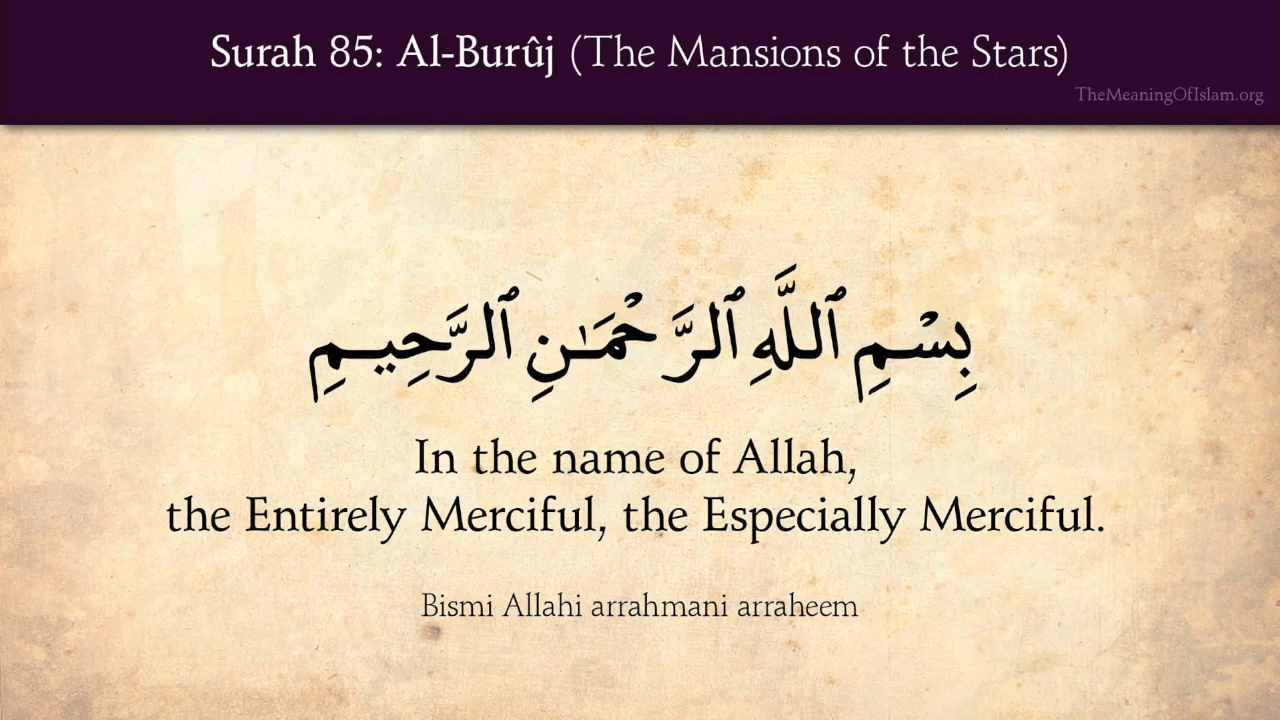 Surah 85: Al-Burûj (The Mansions of the Stars)
TheMeaningOfIslam.org
بِسْمِ ٱللَّهِ ٱلرَّحْمَـٰنِ ٱلرَّحِيمِ
In the name of Allah,
the Entirely Merciful, the Especially Merciful.
Bismi Allahi arrahmani arraheem